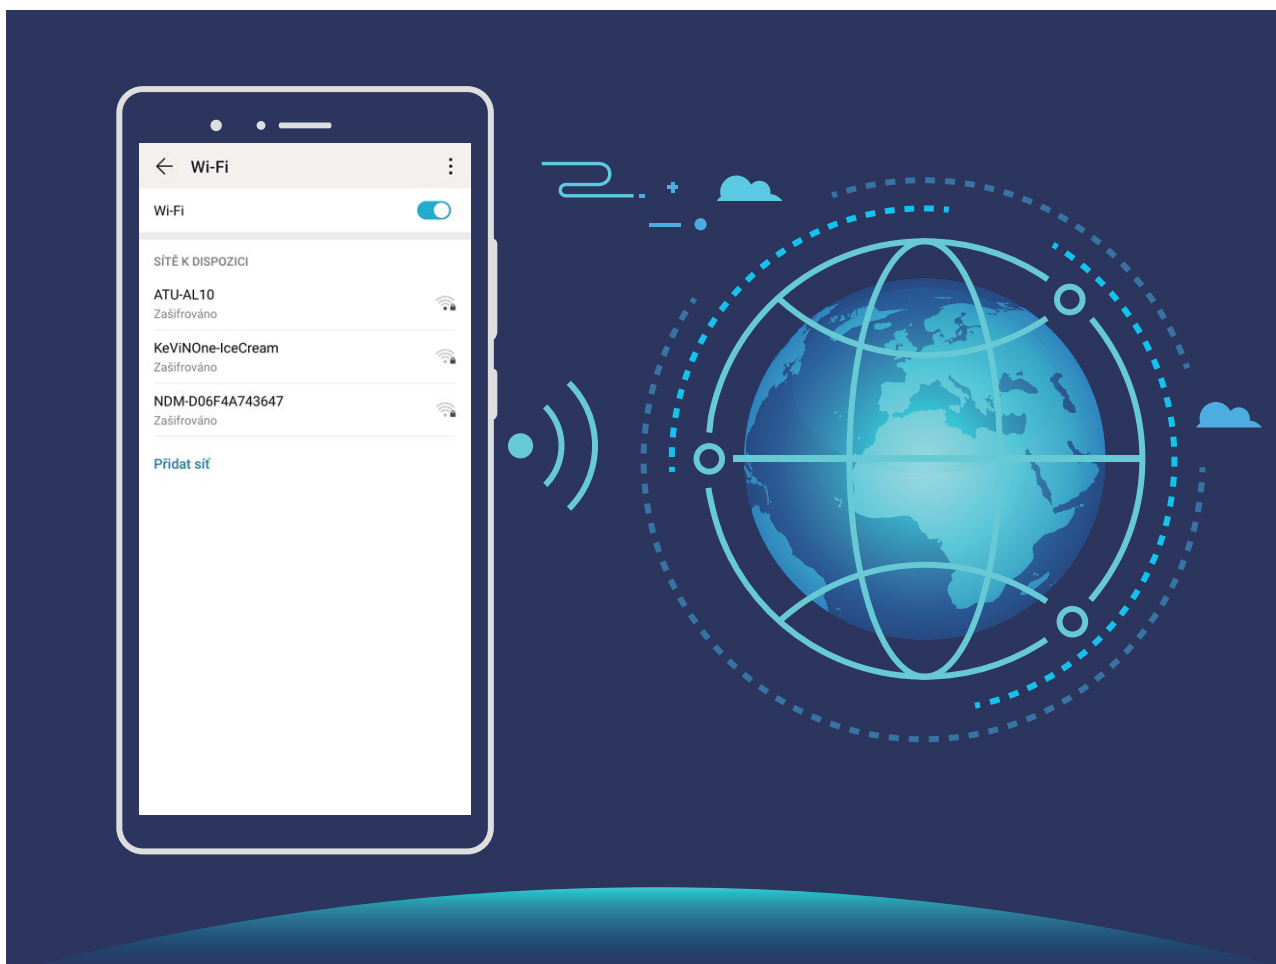 Wi-Fi
Wi-Fi
SÍTĚ K DISPOZICI
ATU-AL10
Zašifrováno
KeViNOne-IceCream
Zašifrováno
NDM-D06F4A743647
Zašifrováno
Přidat síť